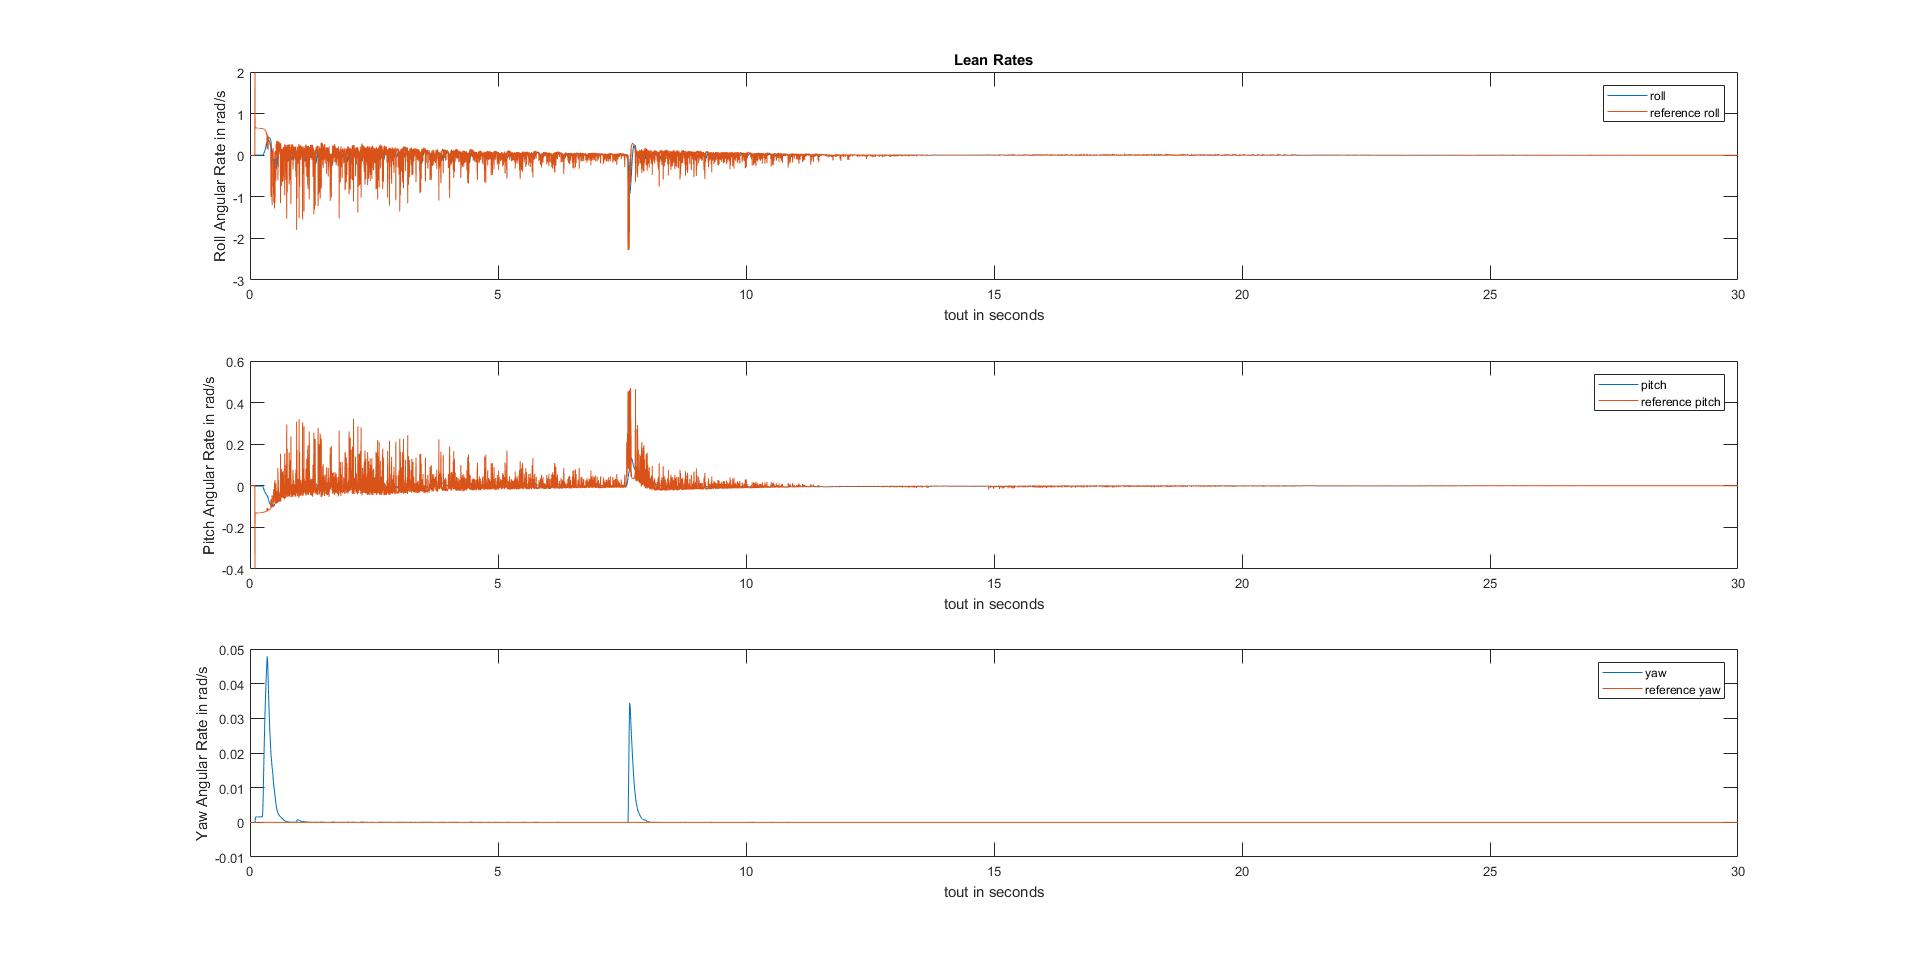 Lean Rates
Roll Angular Rate in rad/s
2
1
0
-1
-2
-3
roll
reference roll
0 5 10 15 20 25 30
tout in seconds
Pitch Angular Rate in rad/s
0.6
0.4
0.2
0
-0.2
-0.4
pitch
reference pitch
0 5 10 15 20 25 30
tout in seconds
Yaw Angular Rate in rad/s
0.05
0.04
0.03
0.02
0.01
0
-0.01
yaw
reference yaw
0 5 10 15 20 25 30
tout in seconds